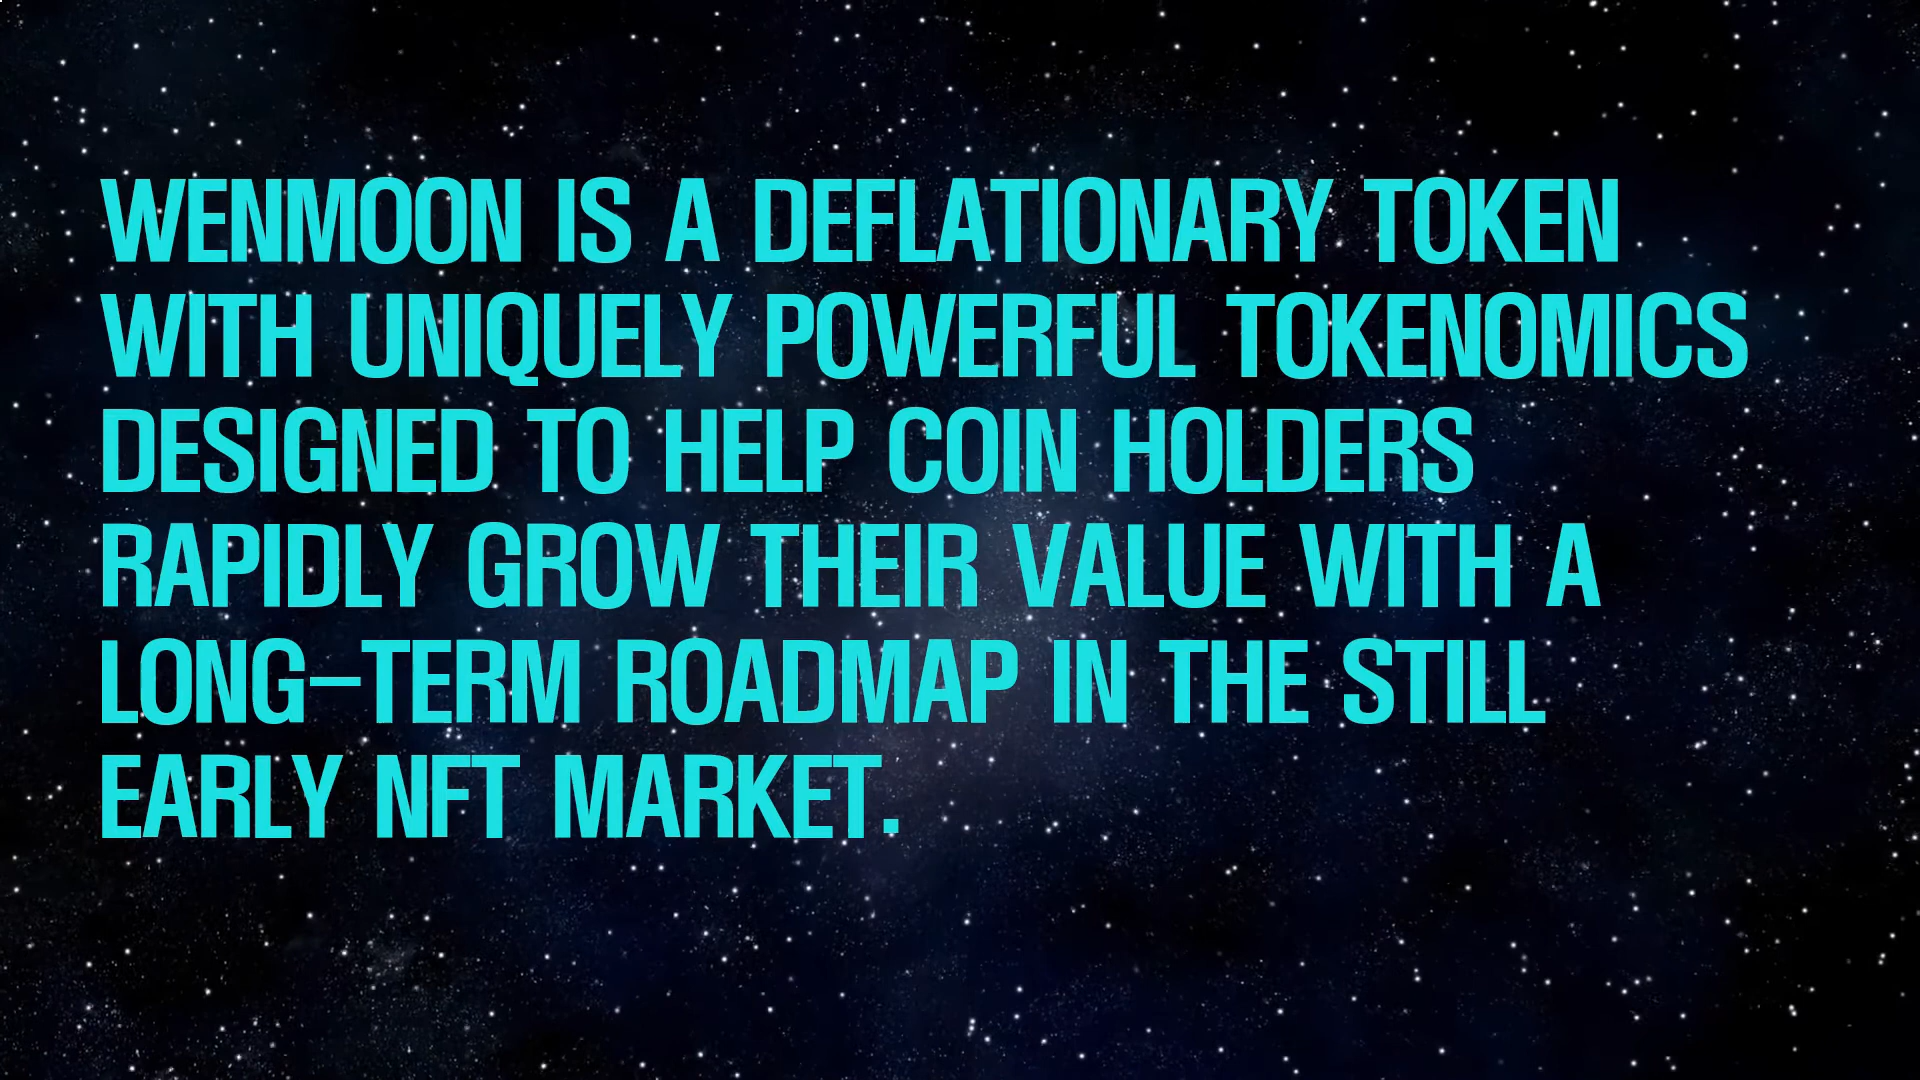 WENMOON IS A DEFLATIONARY TOKEN
WITH UNIQUELY POWERFUL TOKENOMICS
DESIGNED TO HELP COIN HOLDERS
RAPIDLY GROW THEIR VALUE WITH A
LONG–TERM ROADMAP IN THE STILL
EARLY NFT MARKET.